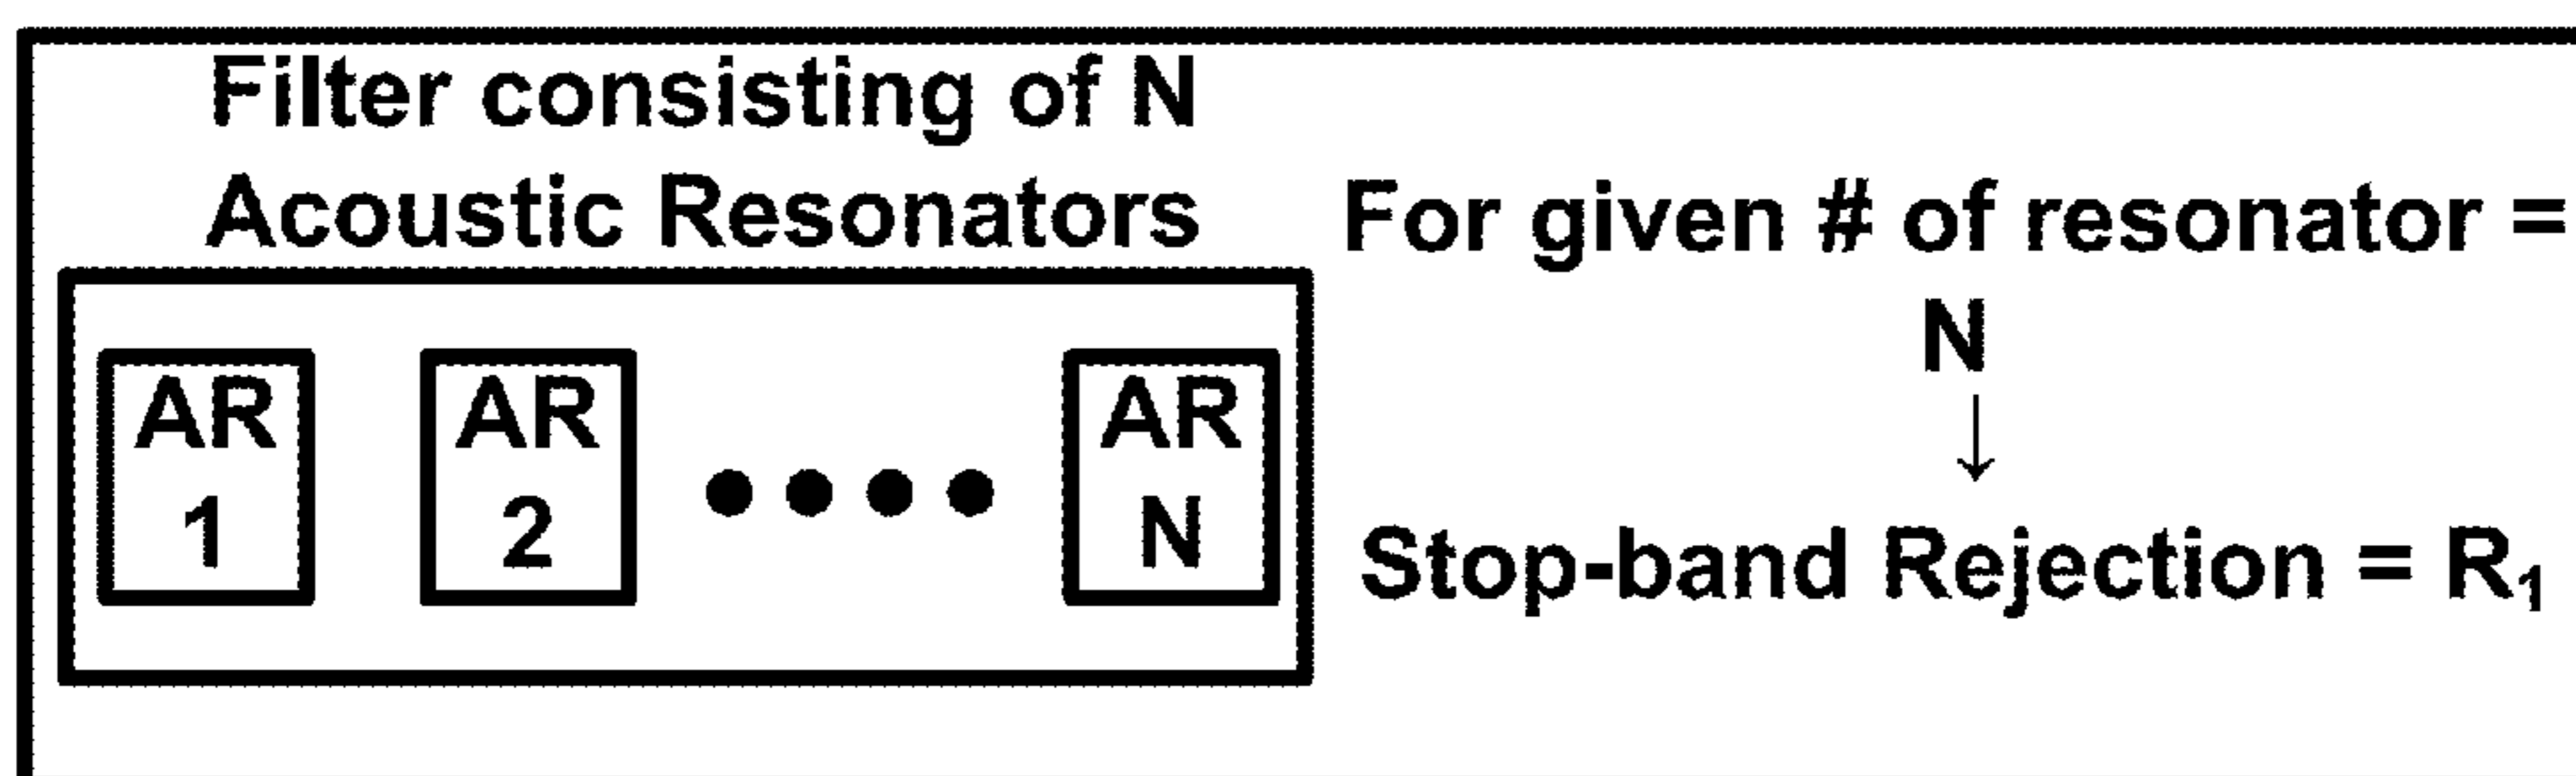 Filter consisting of N
Acoustic Resonators
AR
1
AR
2
AR
N
For given # of resonator =
N
↓
Stop-band Rejection = R₁